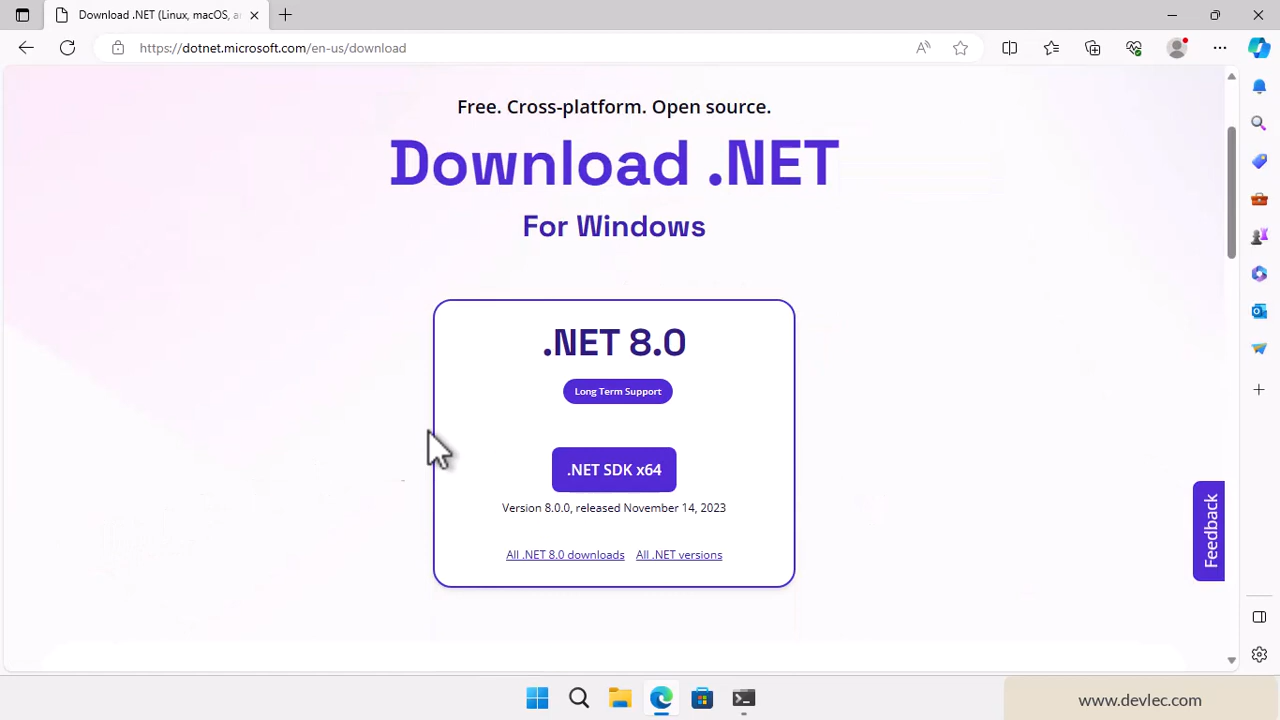 Download .NET (Linux, macOS, ar
https://dotnet.microsoft.com/en-us/download
Free. Cross-platform. Open source.
Download .NET
For Windows
.NET 8.0
Long Term Support
.NET SDK x64
Version 8.0.0, released November 14, 2023
All .NET 8.0 downloads All .NET versions
Feedback
www.devlec.com